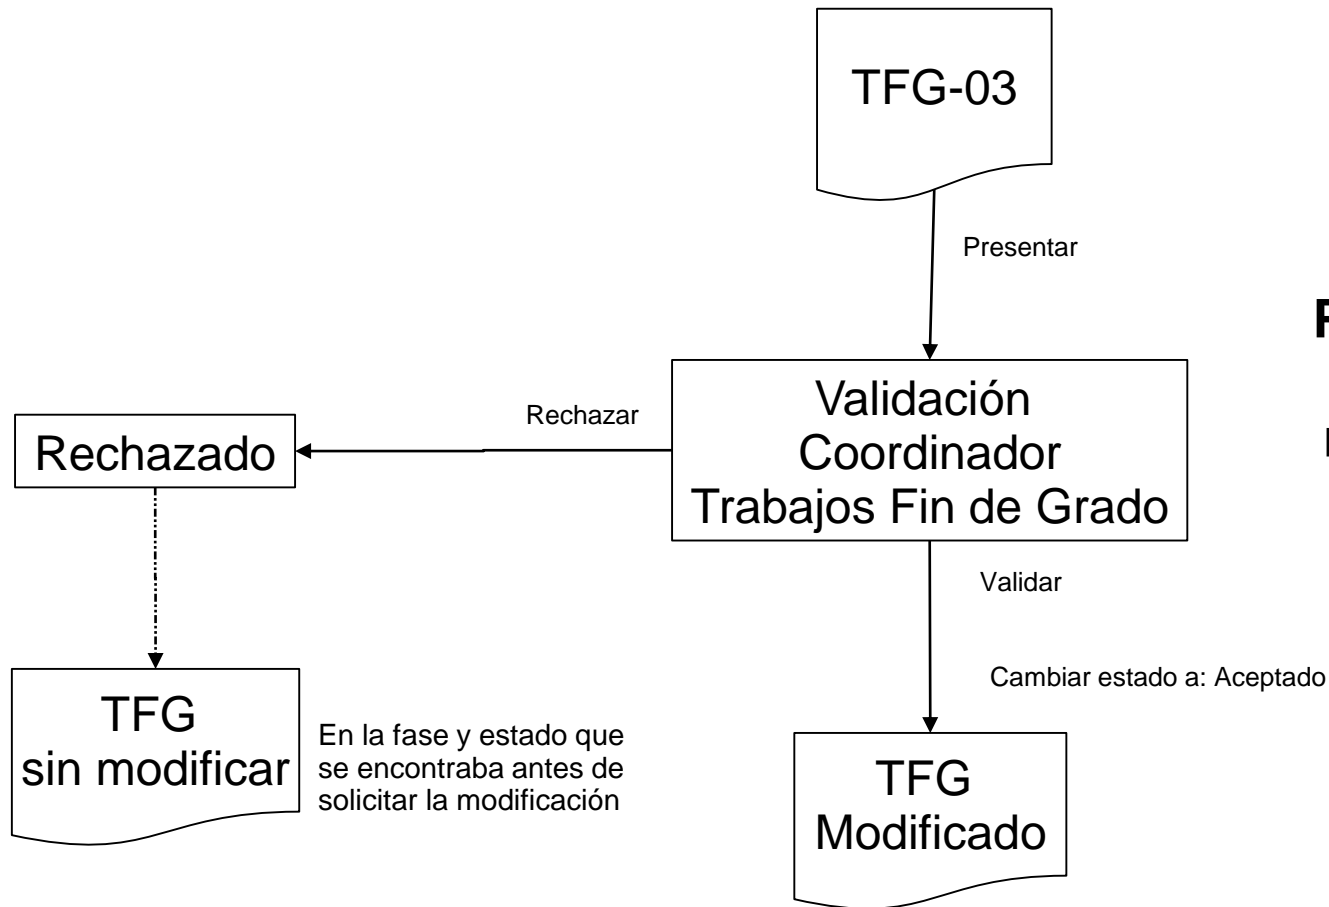 TFG-03
Presentar
Validación
Coordinador
Trabajos Fin de Grado
Rechazar
Rechazado
Validar
Cambiar estado a: Aceptado
TFG
sin modificar
En la fase y estado que
se encontraba antes de
solicitar la modificación
TFG
Modificado